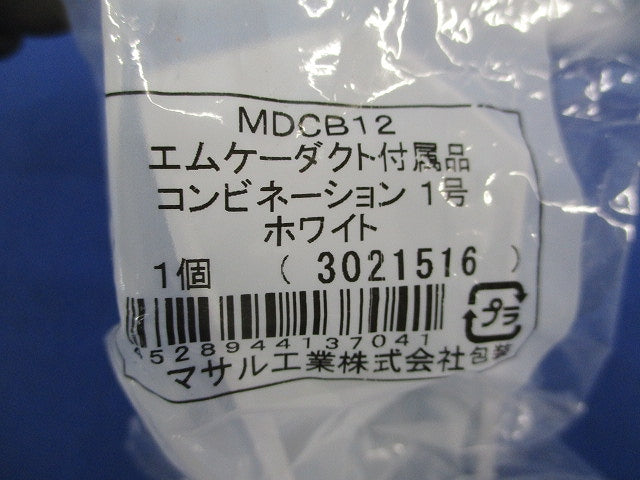 MDCB12
エムケーダクト付属品
コンビネーション 1号
ホワイト
1個 ( 3021516 )
プラ
4528944137041
マサル工業株式会社 包装